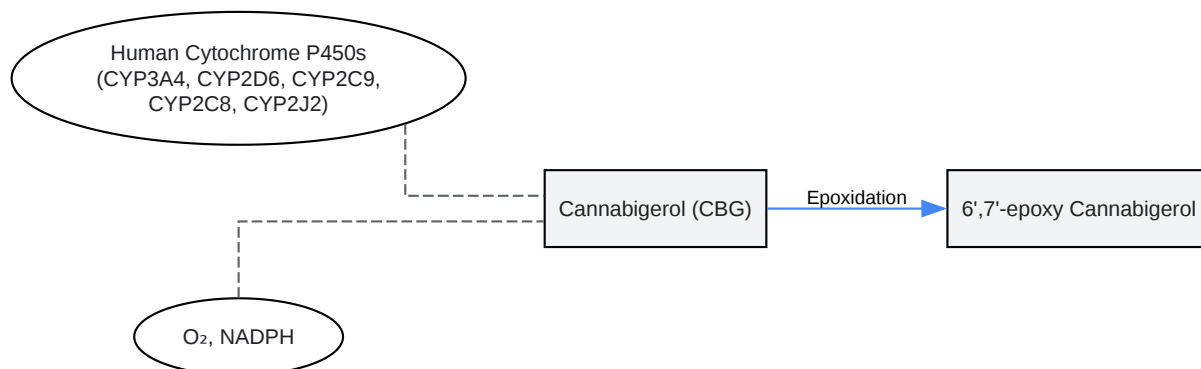 Human Cytochrome P450s
(CYP3A4, CYP2D6, CYP2C9,
CYP2C8, CYP2J2)
Cannabigerol (CBG)
Epoxidation
6',7'-epoxy Cannabigerol
O₂, NADPH